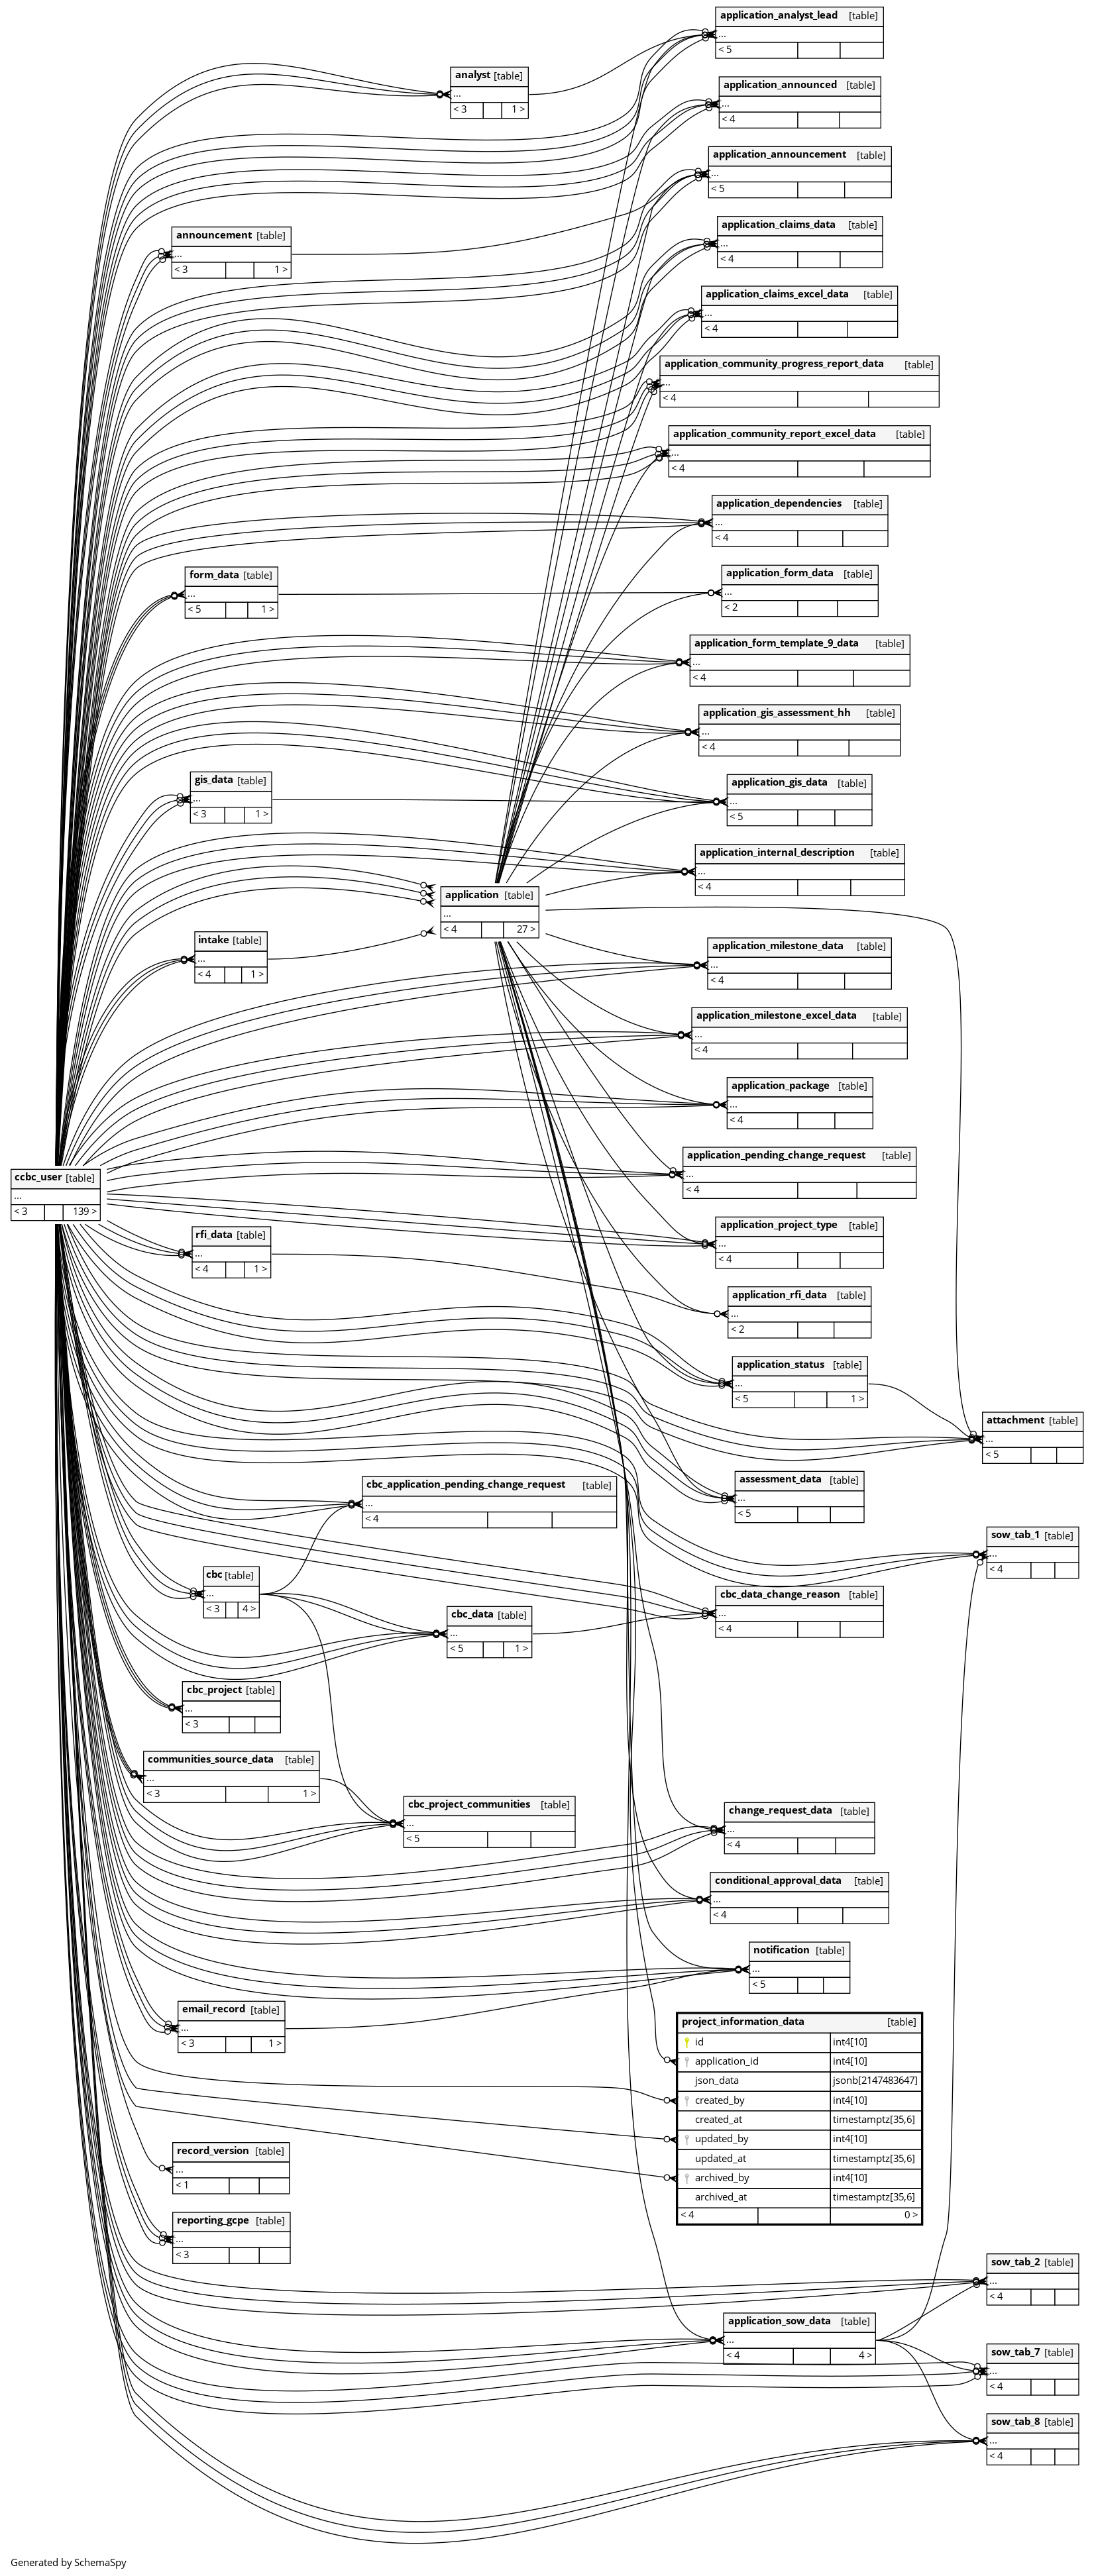 application_analyst_lead [table]
...
< 5
analyst [table]
...
< 3 1 >
application_announced [table]
...
< 4
application_announcement [table]
...
< 5
announcement [table]
...
< 3 1 >
application_claims_data [table]
...
< 4
application_claims_excel_data [table]
...
< 4
application_community_progress_report_data [table]
...
< 4
application_community_report_excel_data [table]
...
< 4
application_dependencies [table]
...
< 4
form_data [table]
...
< 5 1 >
application_form_data [table]
...
< 2
application_form_template_9_data [table]
...
< 4
application_gis_assessment_hh [table]
...
< 4
gis_data [table]
...
< 3 1 >
application_gis_data [table]
...
< 5
application_internal_description [table]
...
< 4
application [table]
...
< 4 27 >
intake [table]
...
< 4 1 >
application_milestone_data [table]
...
< 4
application_milestone_excel_data [table]
...
< 4
application_package [table]
...
< 4
application_pending_change_request [table]
...
< 4
ccbc_user [table]
...
< 3 139 >
application_project_type [table]
...
< 4
rfi_data [table]
...
< 4 1 >
application_rfi_data [table]
...
< 2
application_status [table]
...
< 5 1 >
attachment [table]
...
< 5
assessment_data [table]
...
< 5
cbc_application_pending_change_request [table]
...
< 4
sow_tab_1 [table]
...
< 4
cbc [table]
...
< 3 4 >
cbc_data_change_reason [table]
...
< 4
cbc_data [table]
...
< 5 1 >
cbc_project [table]
...
< 3
communities_source_data [table]
...
< 3 1 >
cbc_project_communities [table]
...
< 5
change_request_data [table]
...
< 4
conditional_approval_data [table]
...
< 4
notification [table]
...
< 5
email_record [table]
...
< 3 1 >
project_information_data [table]
id int4[10]
application_id int4[10]
json_data jsonb[2147483647]
created_by int4[10]
created_at timestamptz[35,6]
updated_by int4[10]
updated_at timestamptz[35,6]
archived_by int4[10]
archived_at timestamptz[35,6]
< 4 0 >
record_version [table]
...
< 1
reporting_gcpe [table]
...
< 3
sow_tab_2 [table]
...
< 4
application_sow_data [table]
...
< 4 4 >
sow_tab_7 [table]
...
< 4
sow_tab_8 [table]
...
< 4
Generated by SchemaSpy